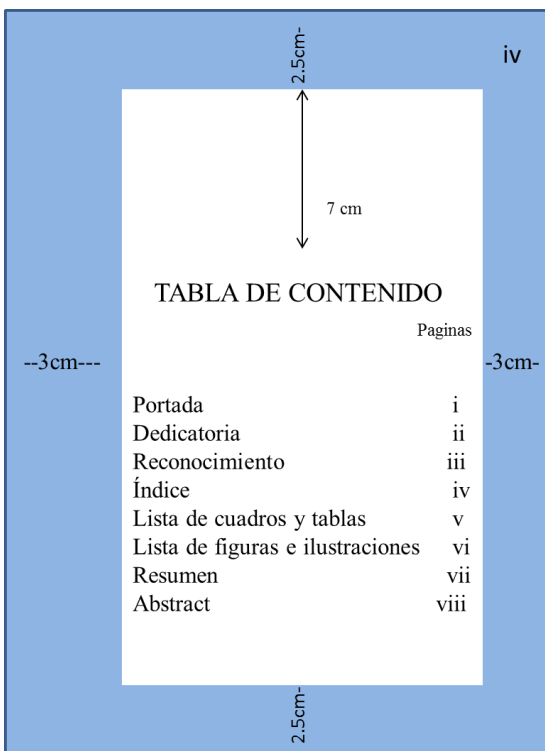 2.5cm-
iv
7 cm
TABLA DE CONTENIDO
Paginas
--3cm---
-3cm-
Portada i
Dedicatoria ii
Reconocimiento iii
Índice iv
Lista de cuadros y tablas v
Lista de figuras e ilustraciones vi
Resumen vii
Abstract viii
2.5cm-